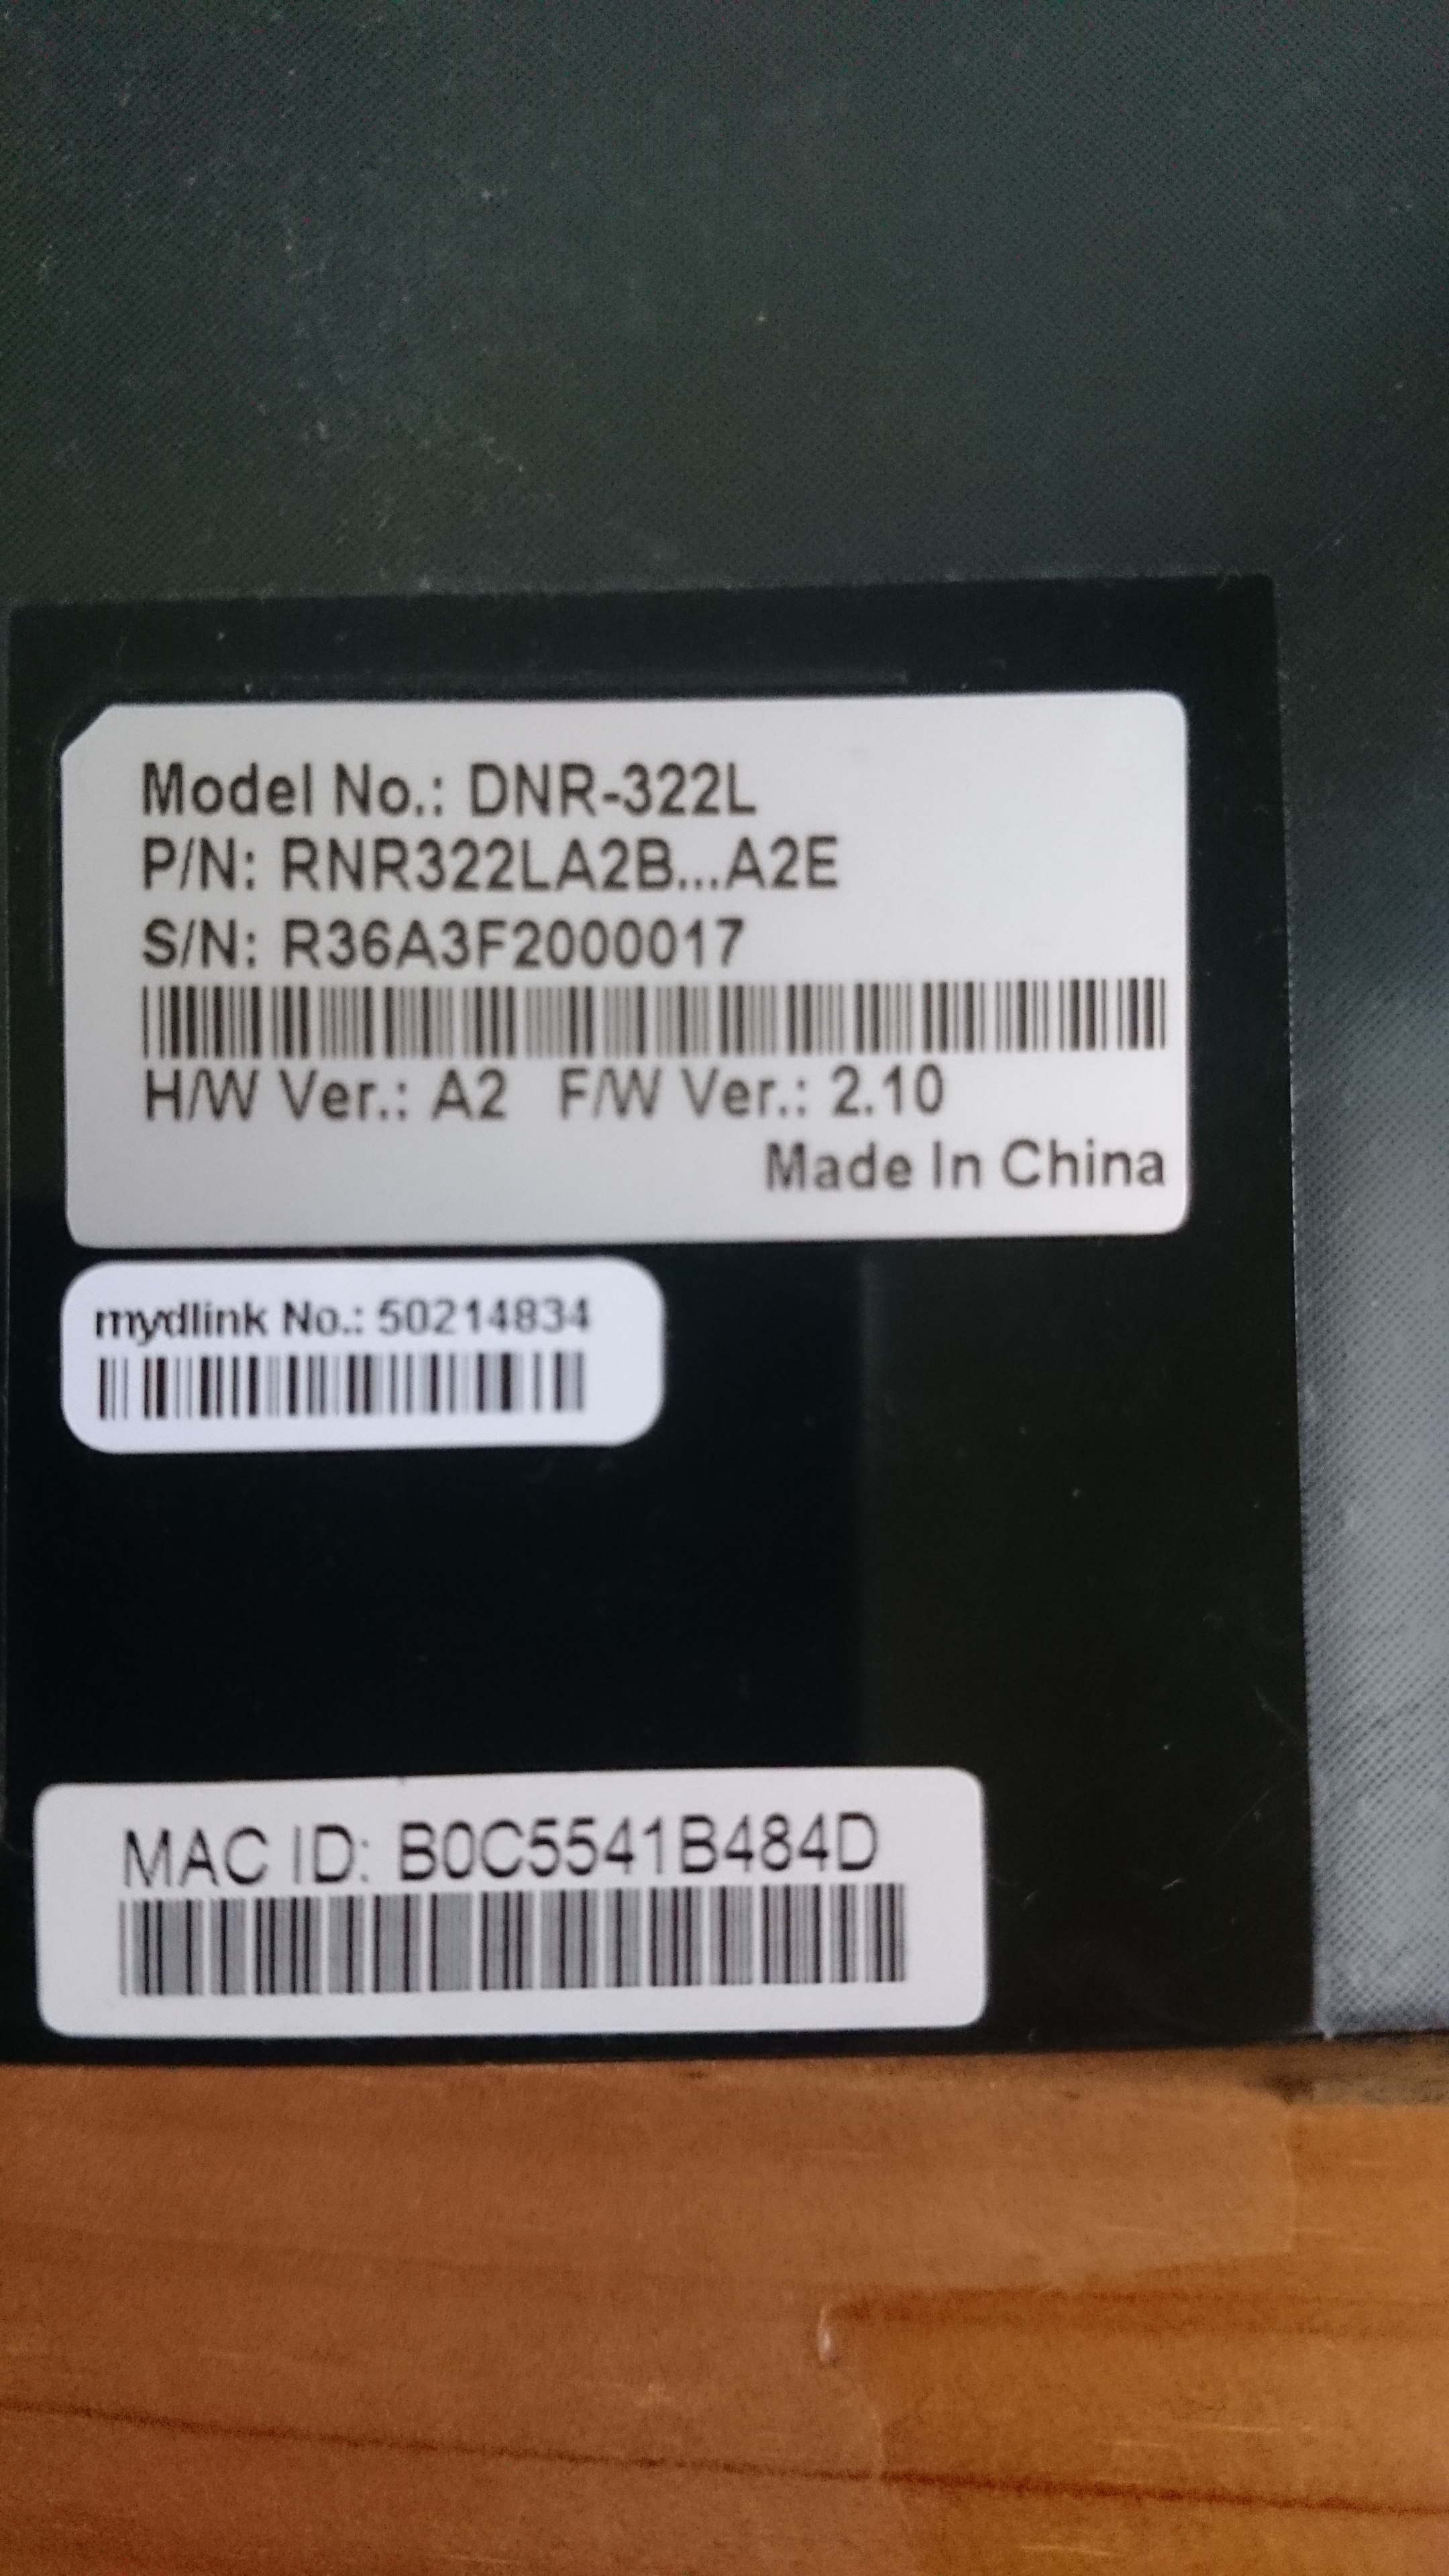 Model No.: DNR-322L
P/N: RNR322LA2B...A2E
S/N: R36A3F2000017
H/W Ver.: A2 F/W Ver.: 2.10
Made In China
mydlink No.: 50214834
MAC ID: B0C5541B484D